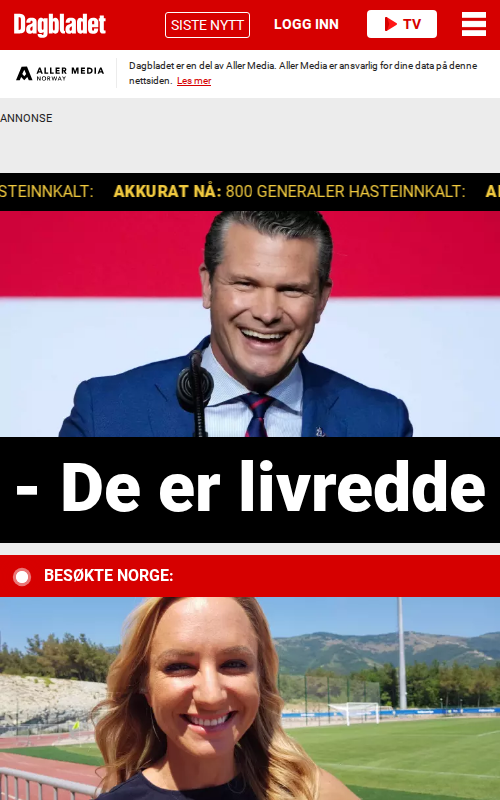 Dagbladet
SISTE NYTT
LOGG INN
TV
ALLER MEDIA
NORWAY
Dagbladet er en del av Aller Media. Aller Media er ansvarlig for dine data på denne
nettsiden. Les mer
ANNONSE
STEINNKALT: AKKURAT NÅ: 800 GENERALER HASTEINNKALT:
- De er livredde
BESØKTE NORGE: